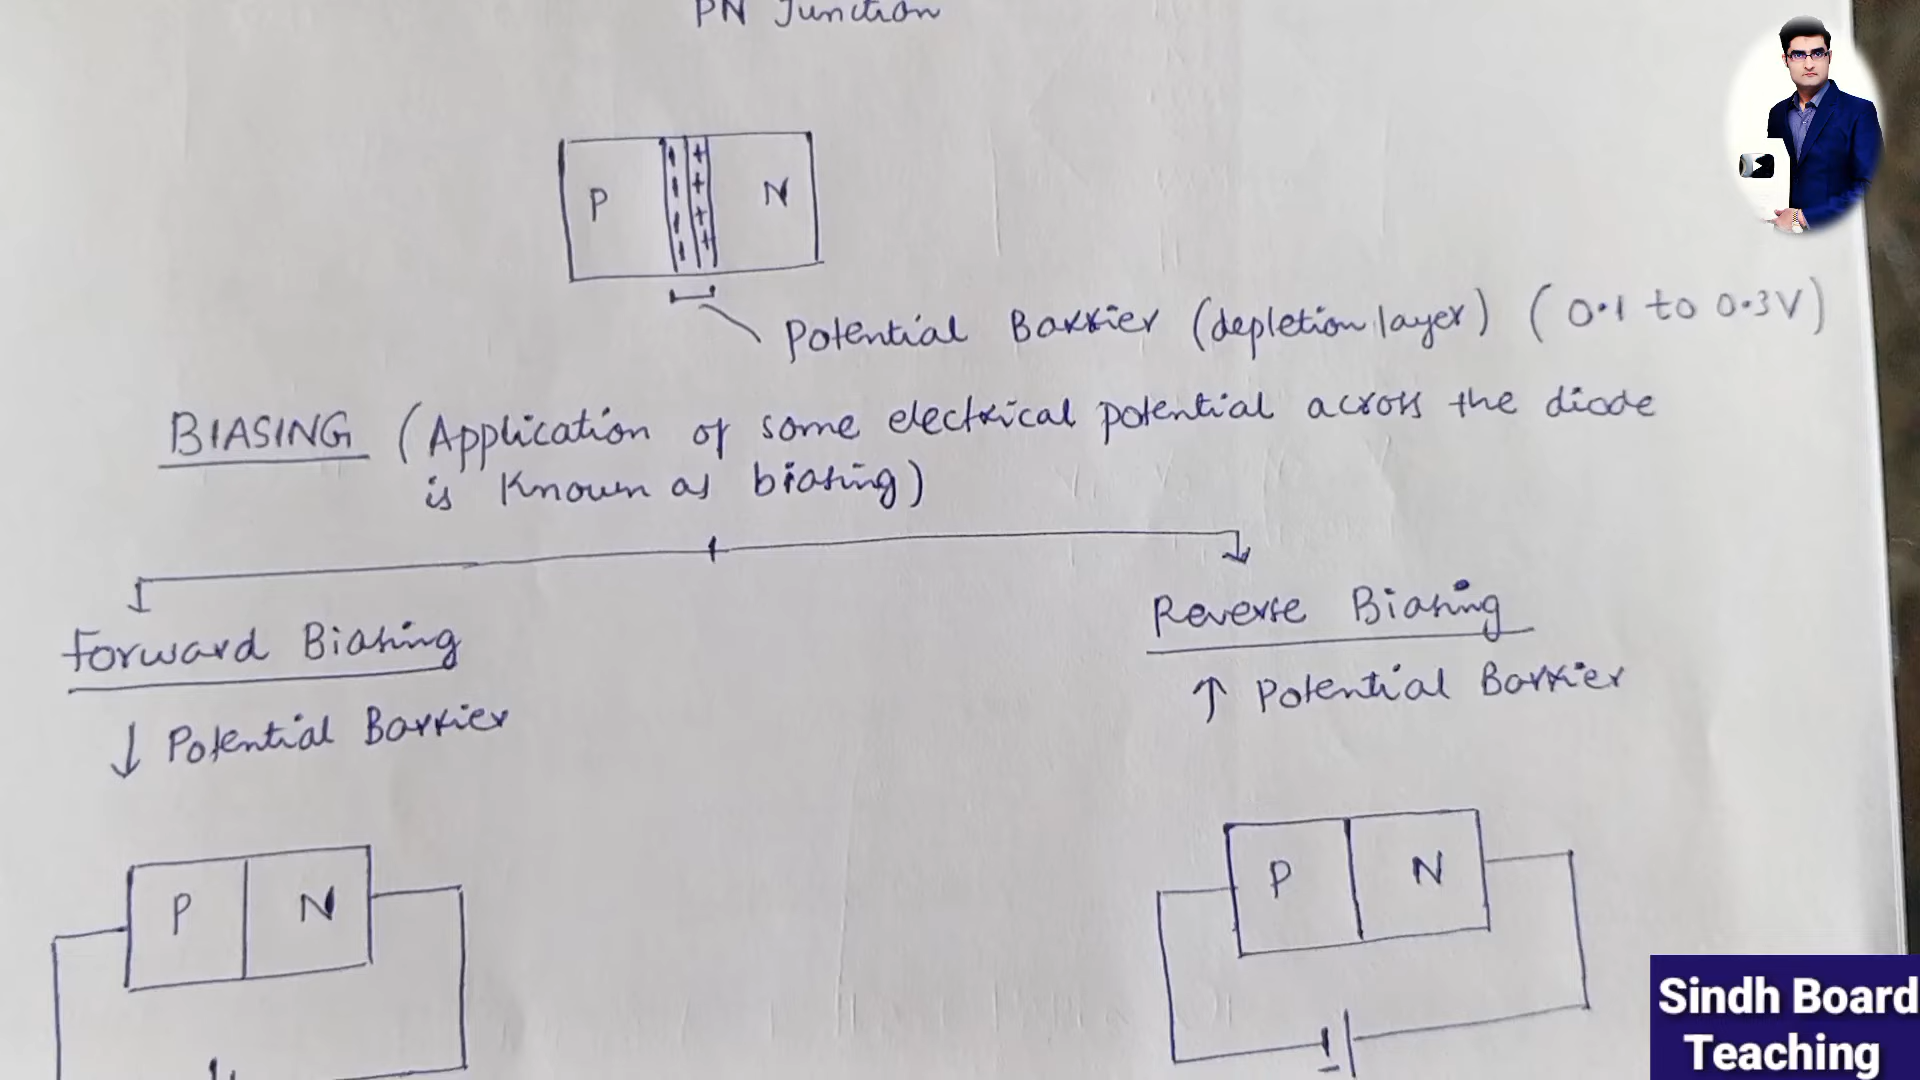 PN Junction
P
- + - + - + - +
N
Potential Barrier (depletion layer) (0.1 to 0.3V)
BIASING (Application of some electrical potential across the diode
is known as biasing)
Forward Biasing
↓ Potential Barrier
P N
Reverse Biasing
↑ Potential Barrier
P N
-
Sindh Board
Teaching